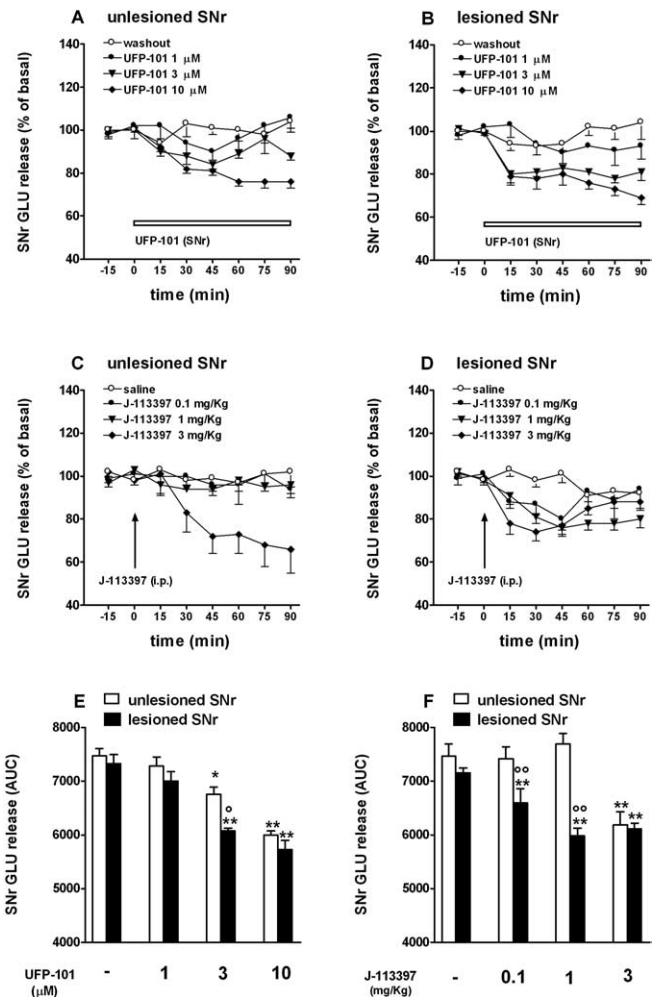 A unlesioned SNr
washout
UFP-101 1 μM
UFP-101 3 μM
UFP-101 10 μM
SNr GLU release (% of basal)
140
120
100
80
60
40
UFP-101 (SNr)
-15 0 15 30 45 60 75 90
time (min)
B lesioned SNr
washout
UFP-101 1 μM
UFP-101 3 μM
UFP-101 10 μM
SNr GLU release (% of basal)
140
120
100
80
60
40
UFP-101 (SNr)
-15 0 15 30 45 60 75 90
time (min)
C unlesioned SNr
saline
J-113397 0.1 mg/Kg
J-113397 1 mg/Kg
J-113397 3 mg/Kg
SNr GLU release (% of basal)
140
120
100
80
60
40
J-113397 (i.p.)
-15 0 15 30 45 60 75 90
time (min)
D lesioned SNr
saline
J-113397 0.1 mg/Kg
J-113397 1 mg/Kg
J-113397 3 mg/Kg
SNr GLU release (% of basal)
140
120
100
80
60
40
J-113397 (i.p.)
-15 0 15 30 45 60 75 90
time (min)
E unlesioned SNr
lesioned SNr
SNr GLU release (AUC)
8000
7000
6000
5000
4000
*
°
**
** **
UFP-101 - 1 3 10
(μM)
F unlesioned SNr
lesioned SNr
SNr GLU release (AUC)
8000
7000
6000
5000
4000
°°
**
°°
**
** **
J-113397 - 0.1 1 3
(mg/Kg)